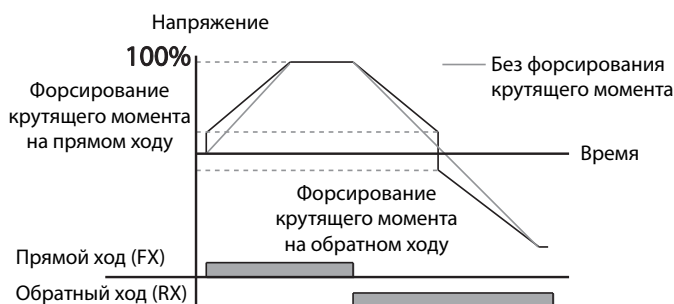 Напряжение
100%
Форсирование
крутящего момента
на прямом ходу
Без форсирования
крутящего момента
Время
Форсирование
крутящего момента
на обратном ходу
Прямой ход (FX)
Обратный ход (RX)